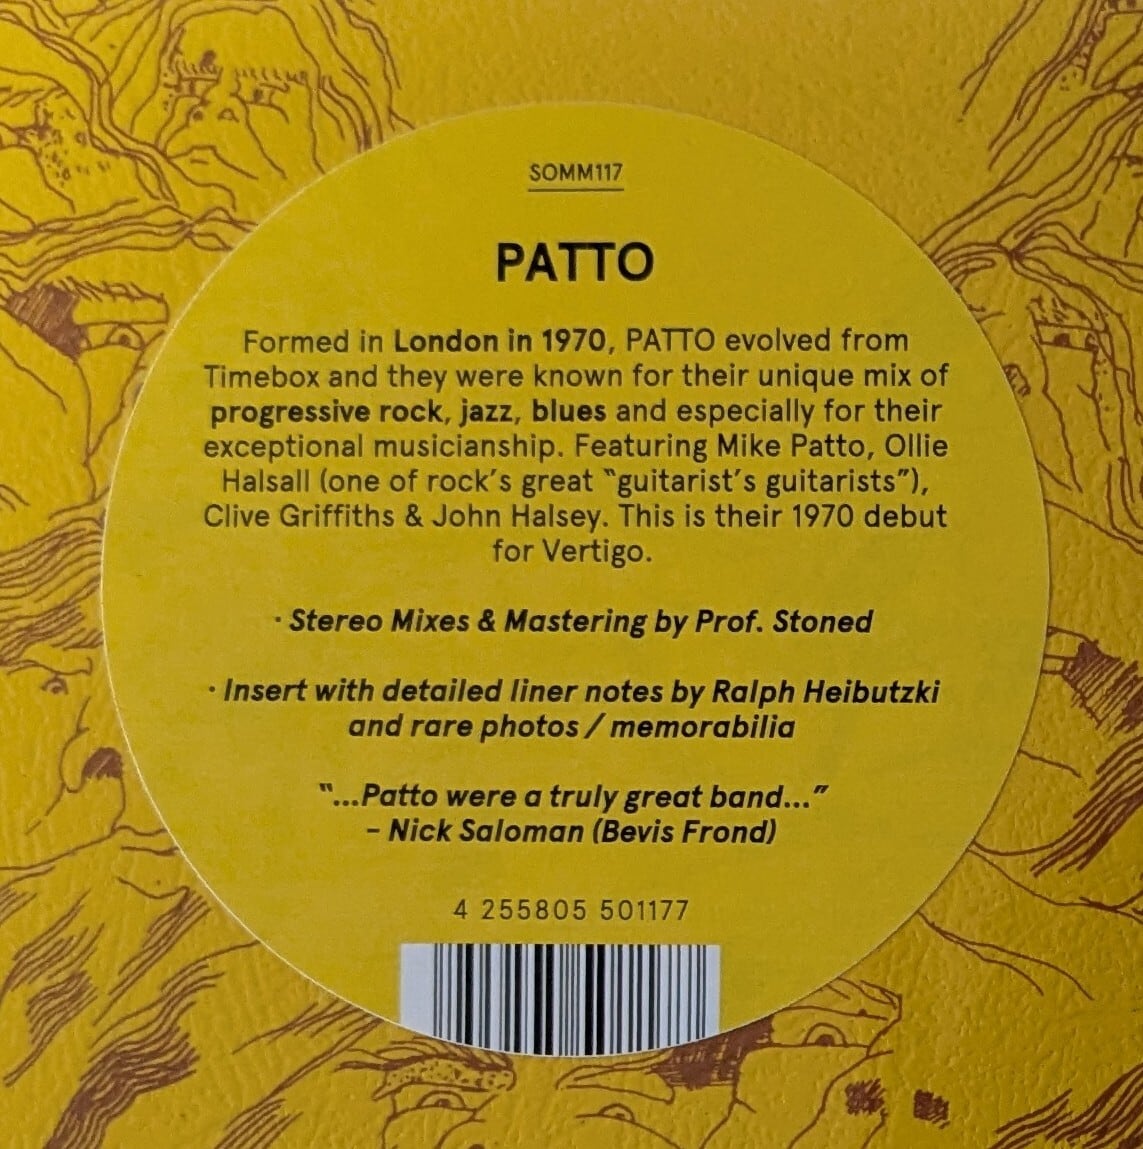 SOMM117
PATTO
Formed in London in 1970, PATTO evolved from
Timebox and they were known for their unique mix of
progressive rock, jazz, blues and especially for their
exceptional musicianship. Featuring Mike Patto, Ollie
Halsall (one of rock's great “guitarist's guitarists”),
Clive Griffiths & John Halsey. This is their 1970 debut
for Vertigo.
· Stereo Mixes & Mastering by Prof. Stoned
· Insert with detailed liner notes by Ralph Heibutzki
and rare photos / memorabilia
“...Patto were a truly great band...”
– Nick Saloman (Bevis Frond)
4 255805 501177